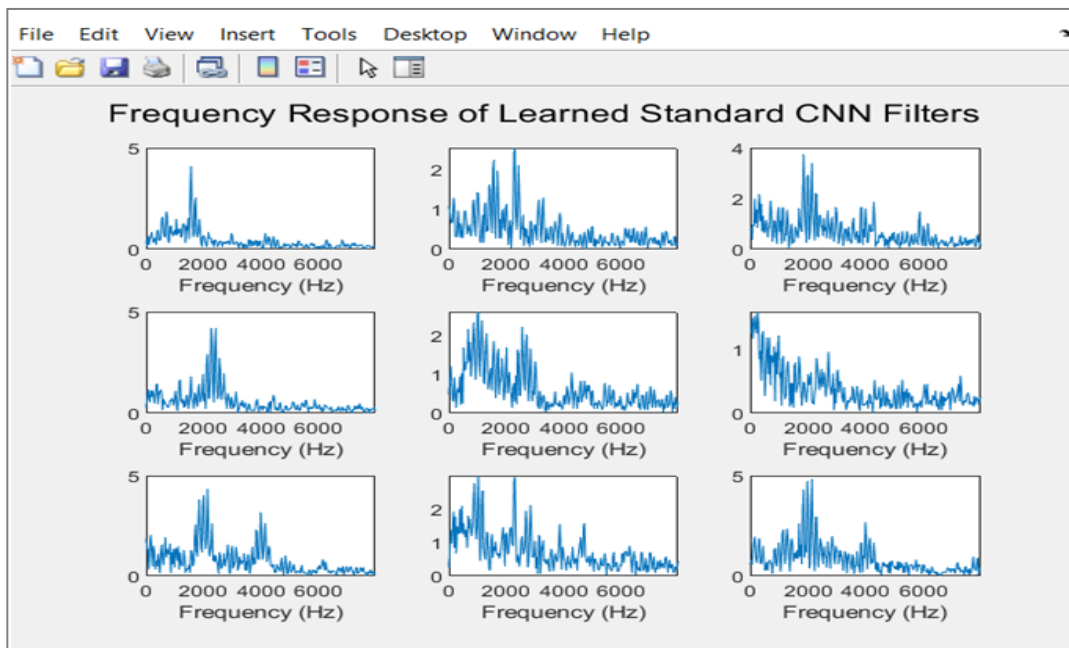 File Edit View Insert Tools Desktop Window Help
Frequency Response of Learned Standard CNN Filters
5
0
0 2000 4000 6000
Frequency (Hz)
2
1
0
0 2000 4000 6000
Frequency (Hz)
4
2
0
0 2000 4000 6000
Frequency (Hz)
5
0
0 2000 4000 6000
Frequency (Hz)
2
1
0
0 2000 4000 6000
Frequency (Hz)
1
0
0 2000 4000 6000
Frequency (Hz)
5
0
0 2000 4000 6000
Frequency (Hz)
2
1
0
0 2000 4000 6000
Frequency (Hz)
5
0
0 2000 4000 6000
Frequency (Hz)